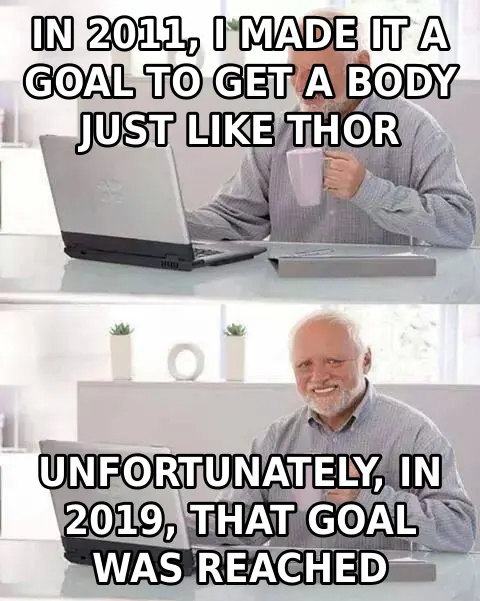 IN 2011, I MADE IT A
GOAL TO GET A BODY
JUST LIKE THOR
UNFORTUNATELY, IN
2019, THAT GOAL
WAS REACHED